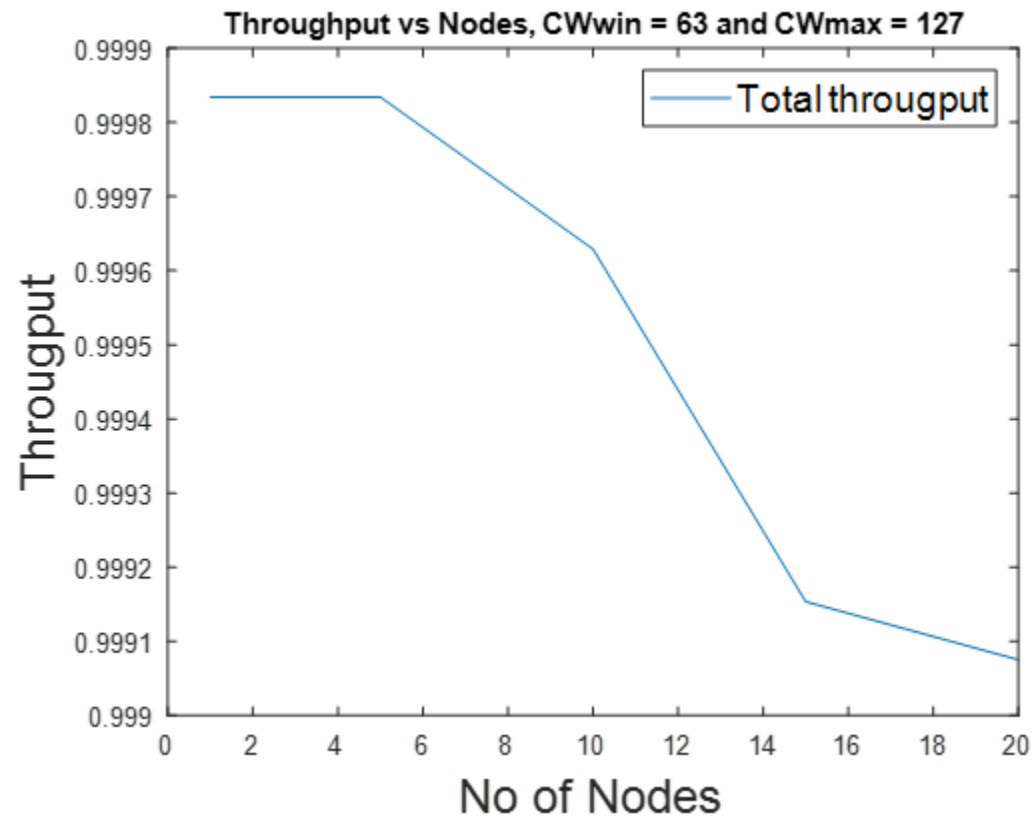 Throughput vs Nodes, CWwin = 63 and CWmax = 127
Total througput
Througput
0.9999
0.9998
0.9997
0.9996
0.9995
0.9994
0.9993
0.9992
0.9991
0.999
0 2 4 6 8 10 12 14 16 18 20
No of Nodes